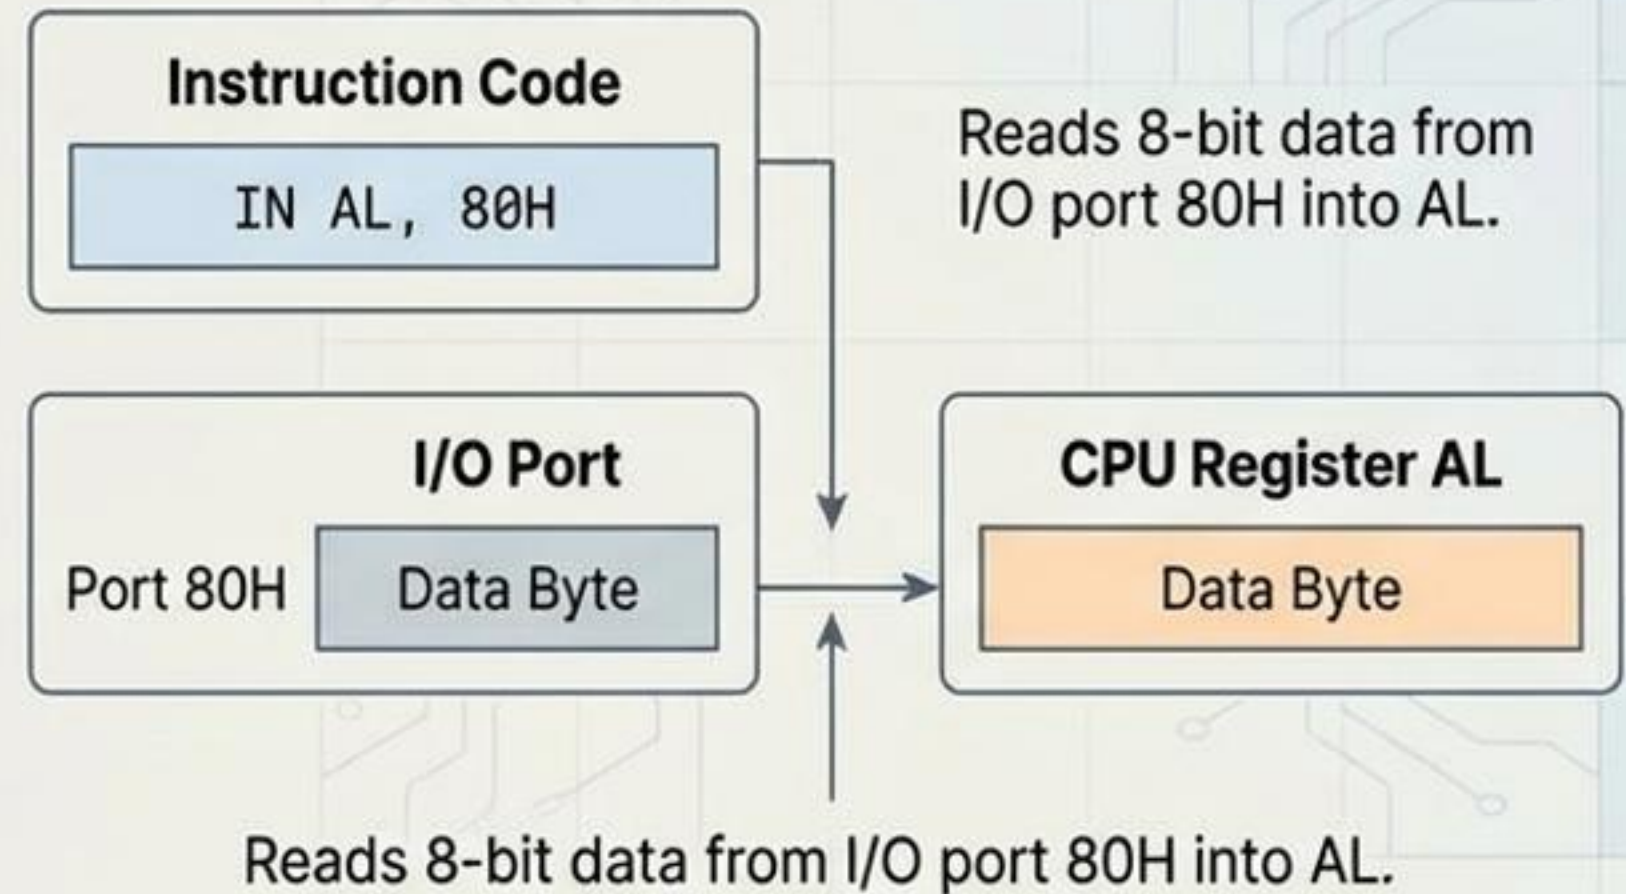 Instruction Code
IN AL, 80H
Reads 8-bit data from
I/O port 80H into AL.
I/O Port
Port 80H
Data Byte
CPU Register AL
Data Byte
Reads 8-bit data from I/O port 80H into AL.